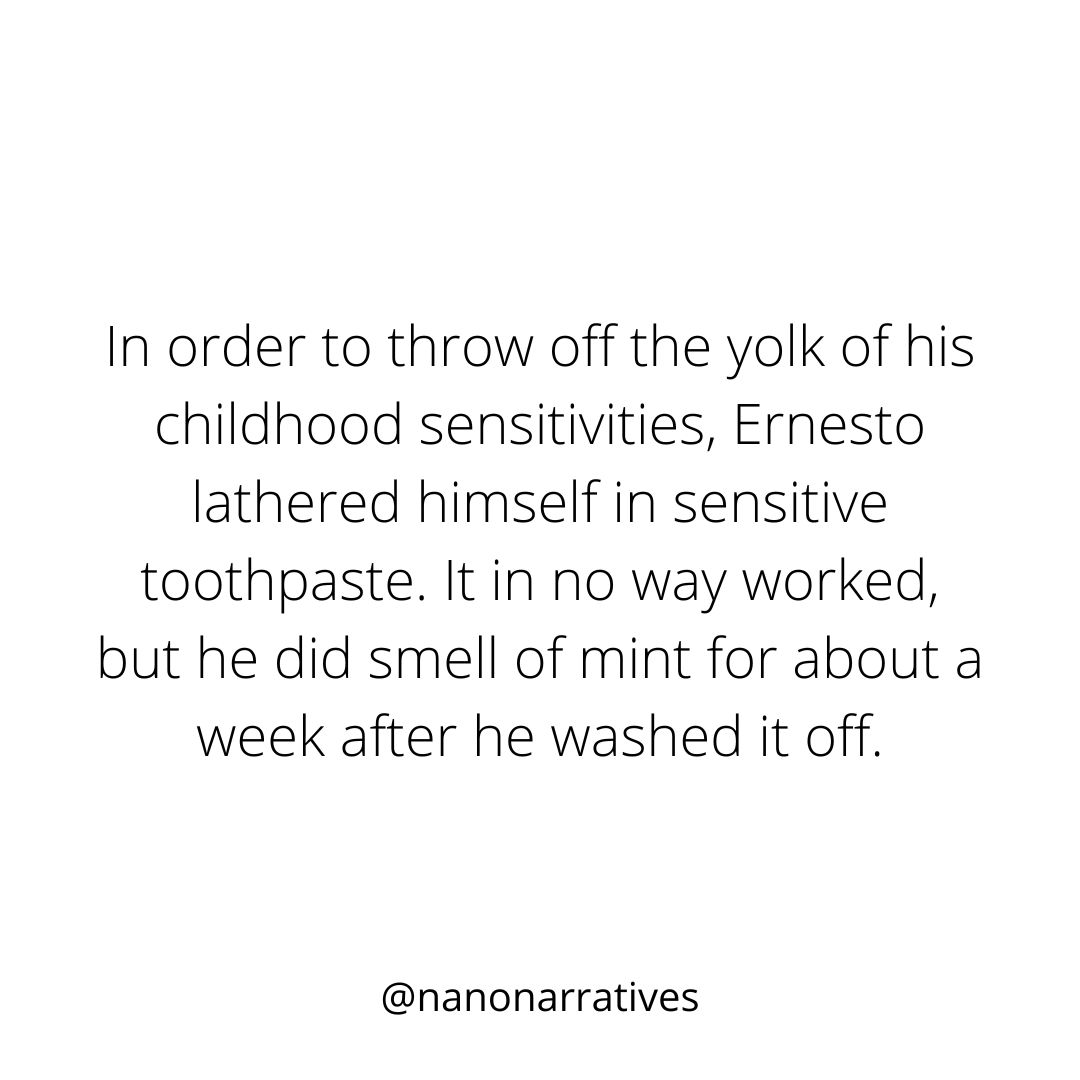 In order to throw off the yolk of his
childhood sensitivities, Ernesto
lathered himself in sensitive
toothpaste. It in no way worked,
but he did smell of mint for about a
week after he washed it off.
@nanonarratives